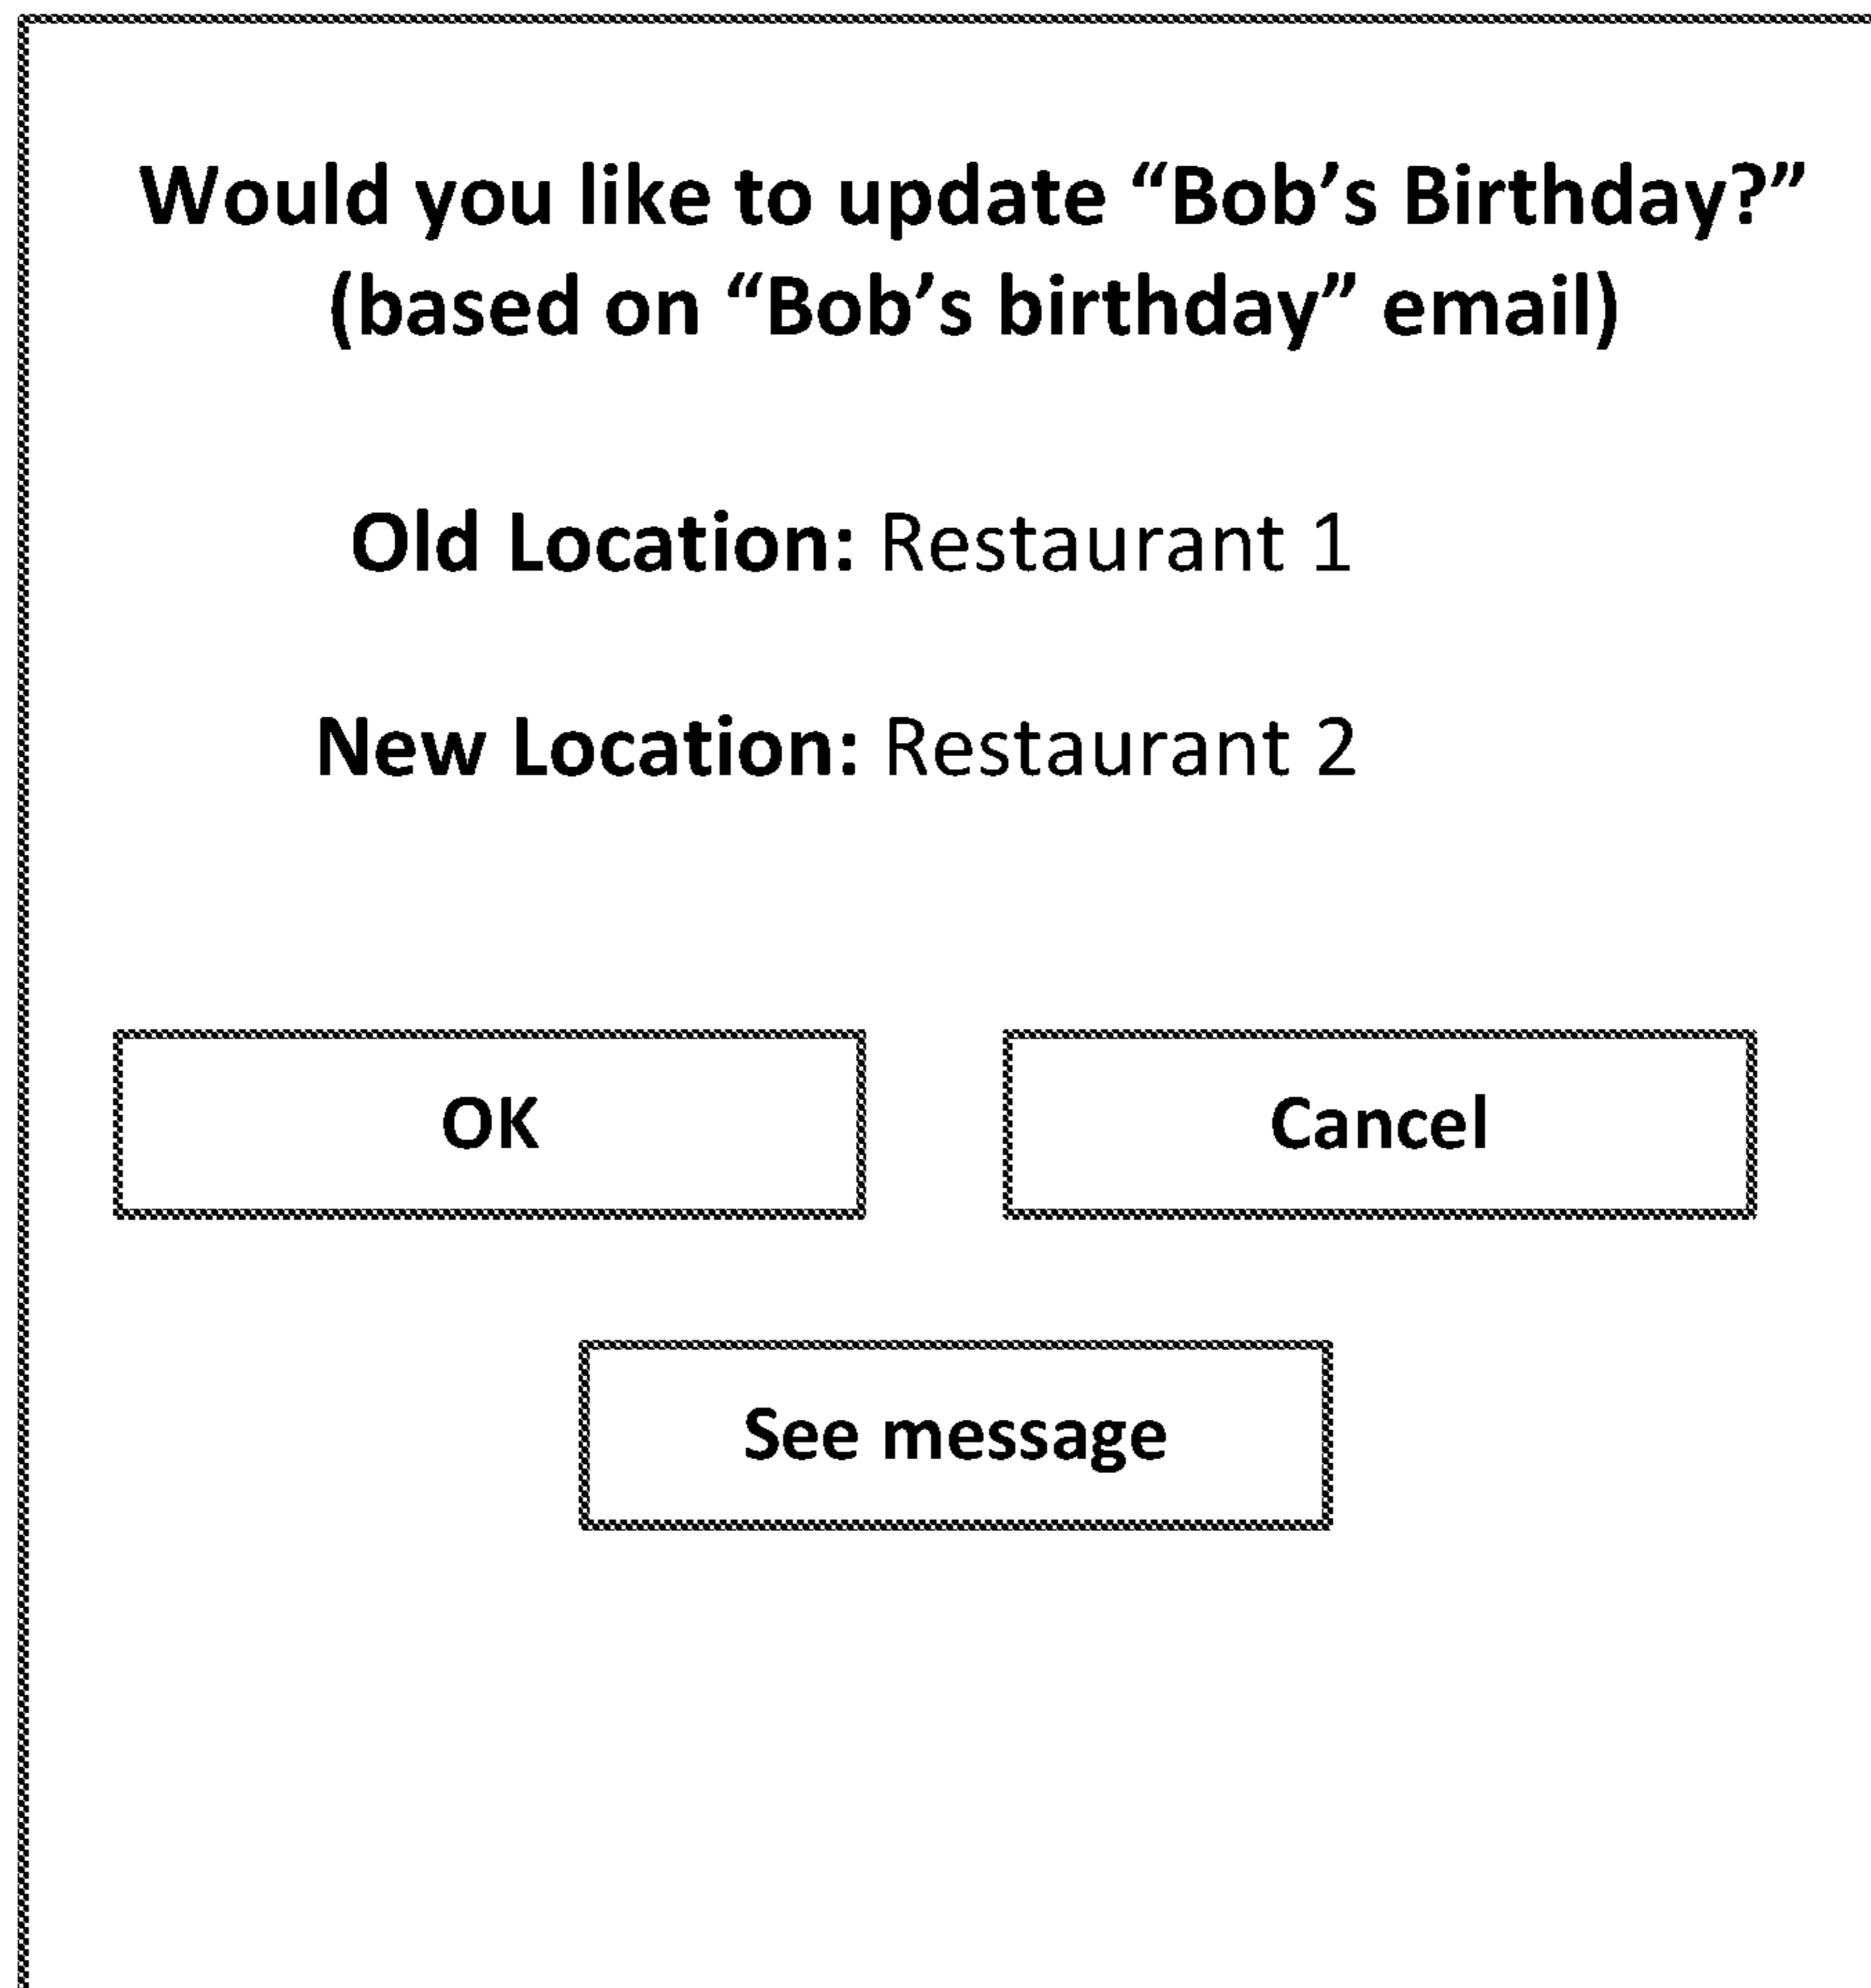 Would you like to update “Bob’s Birthday?”
(based on “Bob’s birthday” email)
Old Location: Restaurant 1
New Location: Restaurant 2
OK
Cancel
See message